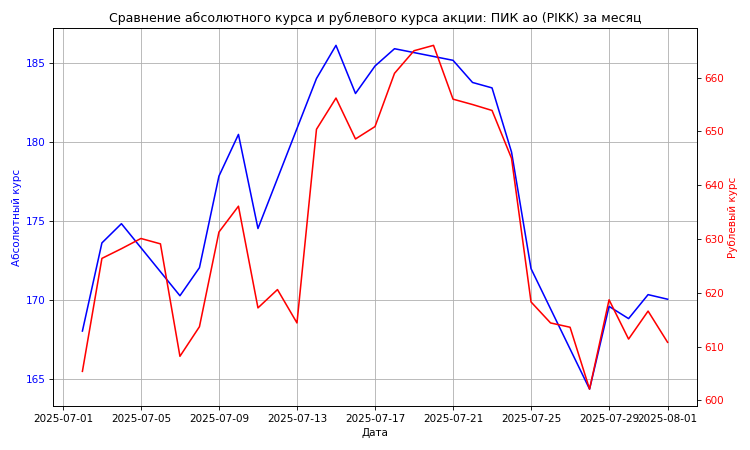 Сравнение абсолютного курса и рублевого курса акции: ПИК ао (PIKK) за месяц
Абсолютный курс
185
180
175
170
165
660
650
640
630
620
610
600
Рублевый курс
2025-07-01 2025-07-05 2025-07-09 2025-07-13 2025-07-17 2025-07-21 2025-07-25 2025-07-29 2025-08-01
Дата